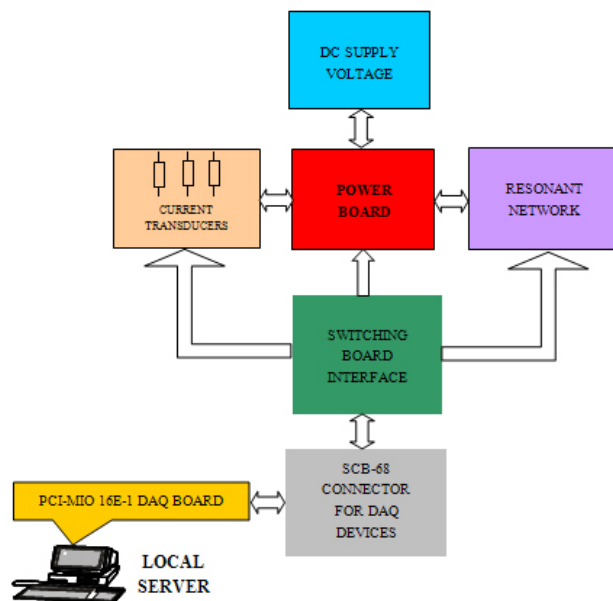 DC SUPPLY
VOLTAGE
CURRENT
TRANSDUCERS
POWER
BOARD
RESONANT
NETWORK
SWITCHING
BOARD
INTERFACE
SCB-68
CONNECTOR
FOR DAQ
DEVICES
PCI-MIO 16E-1 DAQ BOARD
LOCAL
SERVER